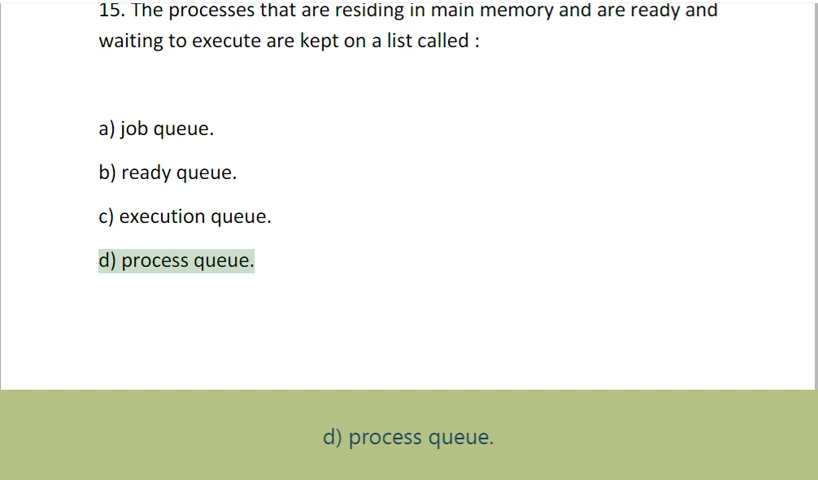 15. The processes that are residing in main memory and are ready and
waiting to execute are kept on a list called :
a) job queue.
b) ready queue.
c) execution queue.
d) process queue.
d) process queue.